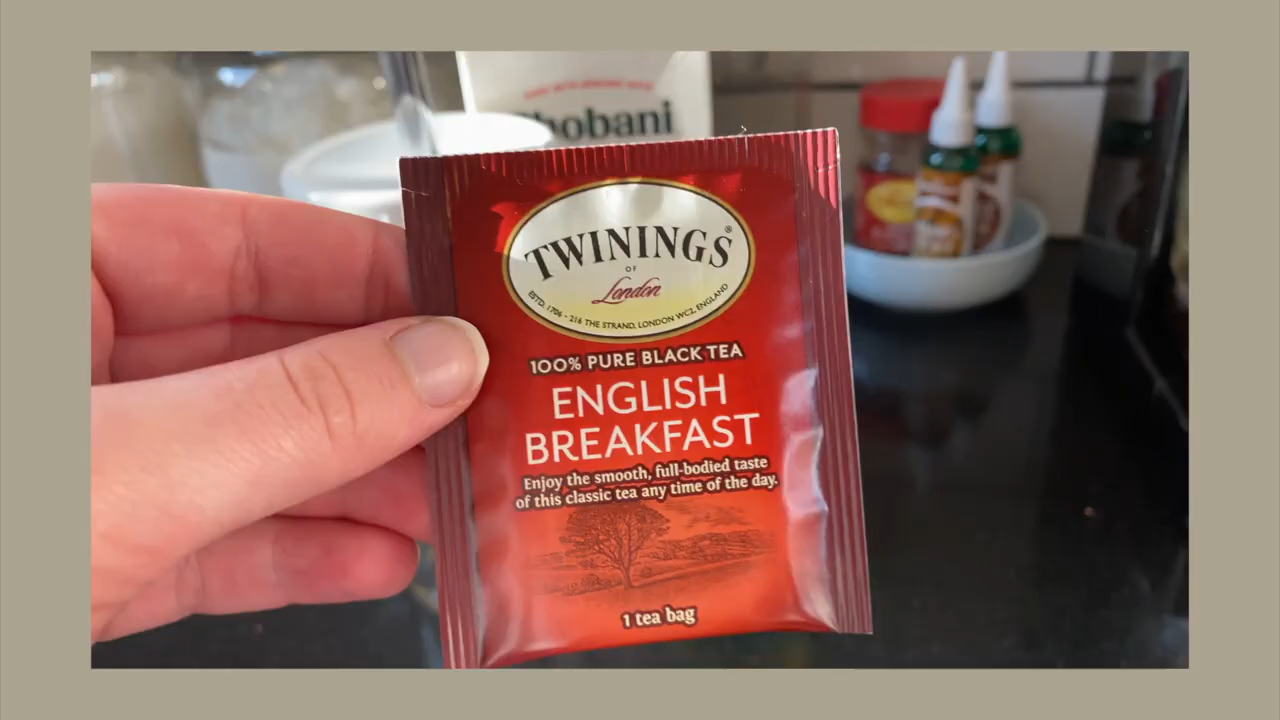 hobani
TWININGS®
OF
London
ESTD. 1706 - 216 THE STRAND, LONDON WC2, ENGLAND
100% PURE BLACK TEA
ENGLISH
BREAKFAST
Enjoy the smooth, full-bodied taste
of this classic tea any time of the day.
1 tea bag